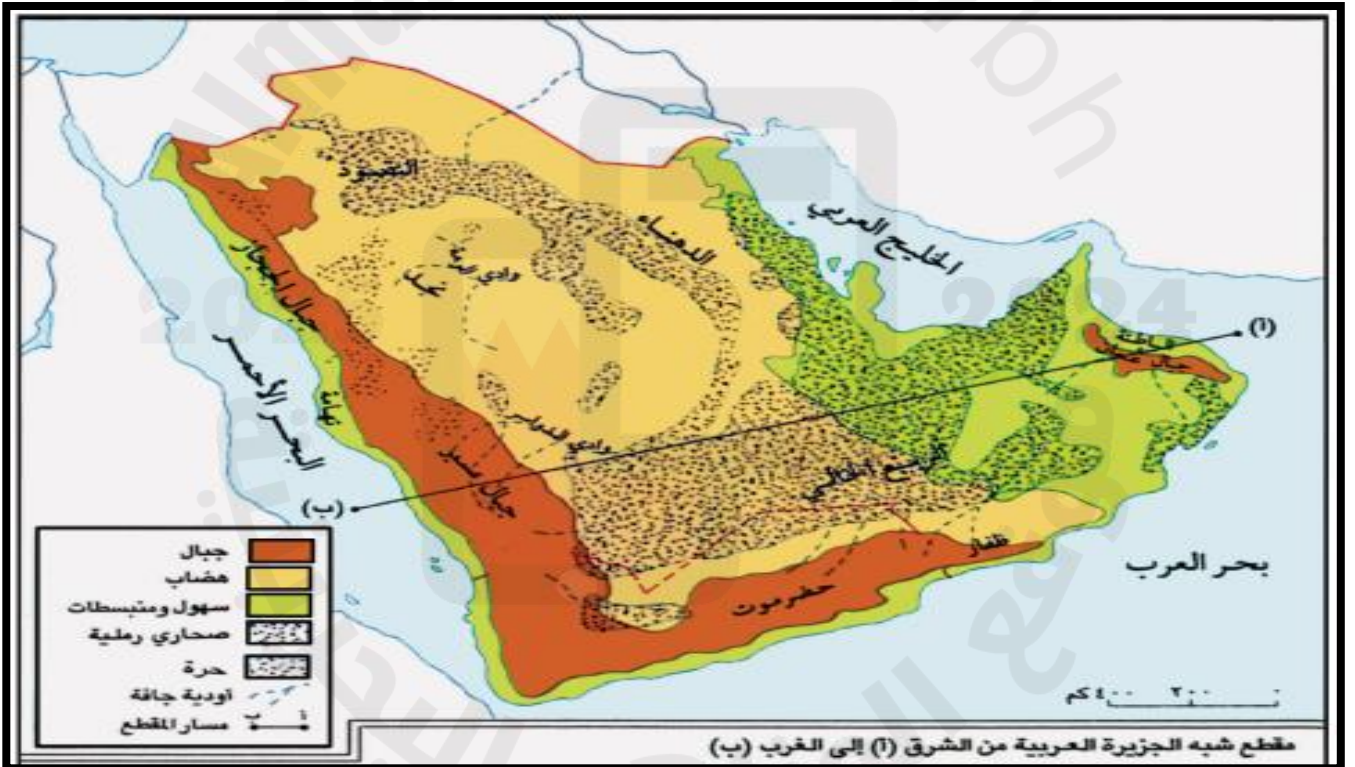 النفود
الدهناء
الخليج العربي
وادي الرمة
نجد
جبال الحجاز
(أ)
البحر الأحمر
تهامة
وادي الدواسر
الربع الخالي
جبال عسير
(ب)
ظفار
بحر العرب
حضرموت
جبال
هضاب
سهول ومنبسطات
صحاري رملية
حرة
أودية جافة
مسار المقطع
أ ب
٠ ٢٠٠ ٤٠٠ كم
مقطع شبه الجزيرة العربية من الشرق (أ) إلى الغرب (ب)
2024